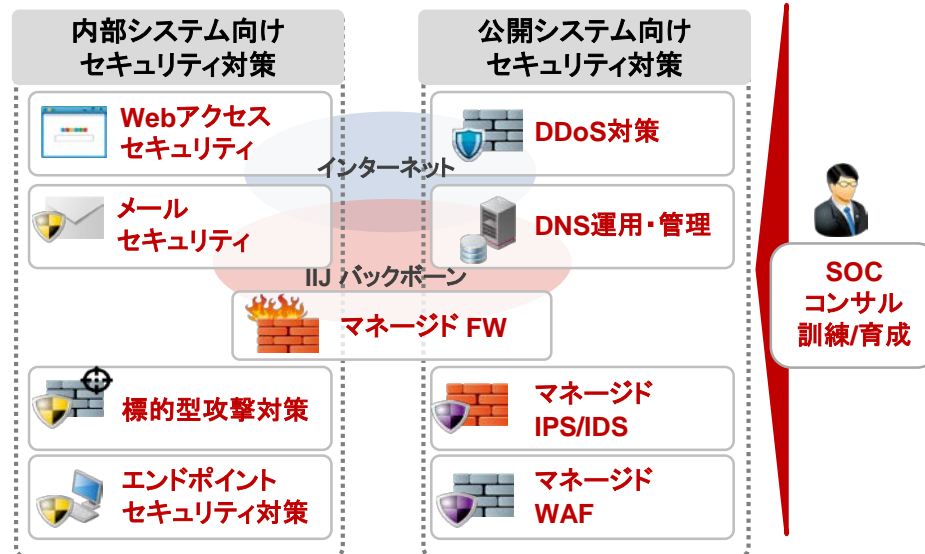 内部システム向け
セキュリティ対策
Webアクセス
セキュリティ
メール
セキュリティ
標的型攻撃対策
エンドポイント
セキュリティ対策
インターネット
IIJ バックボーン
マネージド FW
公開システム向け
セキュリティ対策
DDoS対策
DNS運用・管理
マネージド
IPS/IDS
マネージド
WAF
SOC
コンサル
訓練/育成